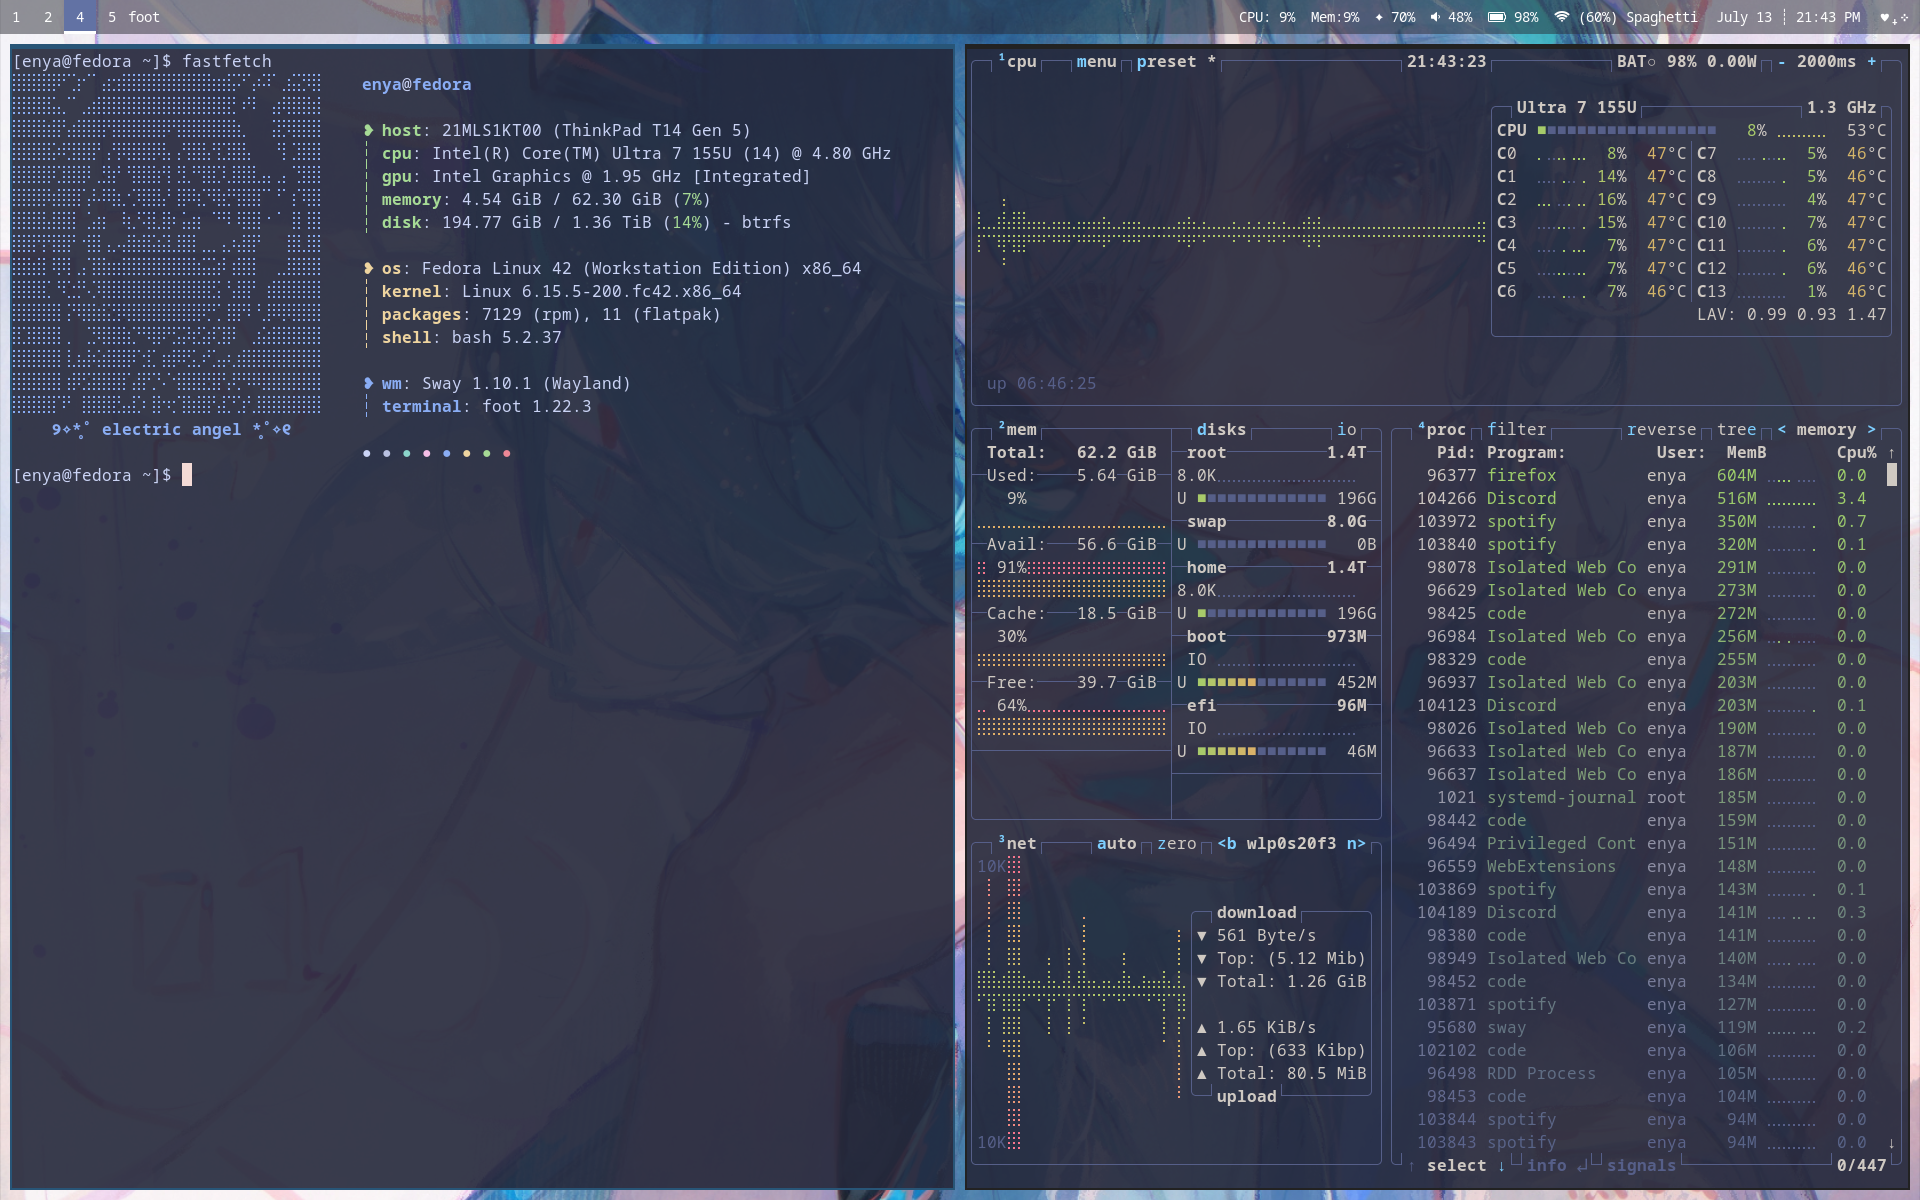 1 2 4 5 foot
CPU: 9% Mem:9% ✦ 70% 48% 98% (60%) Spaghetti July 13 ┊ 21:43 PM
[enya@fedora ~]$ fastfetch
enya@fedora
host: 21MLS1KT00 (ThinkPad T14 Gen 5)
cpu: Intel(R) Core(TM) Ultra 7 155U (14) @ 4.80 GHz
gpu: Intel Graphics @ 1.95 GHz [Integrated]
memory: 4.54 GiB / 62.30 GiB (7%)
disk: 194.77 GiB / 1.36 TiB (14%) - btrfs
os: Fedora Linux 42 (Workstation Edition) x86_64
kernel: Linux 6.15.5-200.fc42.x86_64
packages: 7129 (rpm), 11 (flatpak)
shell: bash 5.2.37
wm: Sway 1.10.1 (Wayland)
terminal: foot 1.22.3
୨✧*̥˚ electric angel *̥˚✧୧
[enya@fedora ~]$
¹cpu menu preset * 21:43:23 BAT○ 98% 0.00W - 2000ms +
Ultra 7 155U 1.3 GHz
CPU 8% 53°C
C0 8% 47°C C7 5% 46°C
C1 14% 47°C C8 5% 46°C
C2 16% 47°C C9 4% 47°C
C3 15% 47°C C10 7% 47°C
C4 7% 47°C C11 6% 47°C
C5 7% 47°C C12 6% 46°C
C6 7% 46°C C13 1% 46°C
LAV: 0.99 0.93 1.47
up 06:46:25
²mem
Total: 62.2 GiB
Used: 5.64 GiB
9%
Avail: 56.6 GiB
91%
Cache: 18.5 GiB
30%
Free: 39.7 GiB
64%
disks io
root 1.4T
8.0K
U 196G
swap 8.0G
U 0B
home 1.4T
8.0K
U 196G
boot 973M
IO
U 452M
efi 96M
IO
U 46M
³net auto zero <b wlp0s20f3 n>
10K
download
▼ 561 Byte/s
▼ Top: (5.12 Mib)
▼ Total: 1.26 GiB
▲ 1.65 KiB/s
▲ Top: (633 Kibp)
▲ Total: 80.5 MiB
upload
10K
⁴proc filter reverse tree < memory >
Pid: Program: User: MemB Cpu% ↑
96377 firefox enya 604M 0.0
104266 Discord enya 516M 3.4
103972 spotify enya 350M 0.7
103840 spotify enya 320M 0.1
98078 Isolated Web Co enya 291M 0.0
96629 Isolated Web Co enya 273M 0.0
98425 code enya 272M 0.0
96984 Isolated Web Co enya 256M 0.0
98329 code enya 255M 0.0
96937 Isolated Web Co enya 203M 0.0
104123 Discord enya 203M 0.1
98026 Isolated Web Co enya 190M 0.0
96633 Isolated Web Co enya 187M 0.0
96637 Isolated Web Co enya 186M 0.0
1021 systemd-journal root 185M 0.0
98442 code enya 159M 0.0
96494 Privileged Cont enya 151M 0.0
96559 WebExtensions enya 148M 0.0
103869 spotify enya 143M 0.1
104189 Discord enya 141M 0.3
98380 code enya 141M 0.0
98949 Isolated Web Co enya 140M 0.0
98452 code enya 134M 0.0
103871 spotify enya 127M 0.0
95680 sway enya 119M 0.2
102102 code enya 106M 0.0
96498 RDD Process enya 105M 0.0
98453 code enya 104M 0.0
103844 spotify enya 94M 0.0
103843 spotify enya 94M 0.0 ↓
↑ select ↓ info ↵ signals 0/447